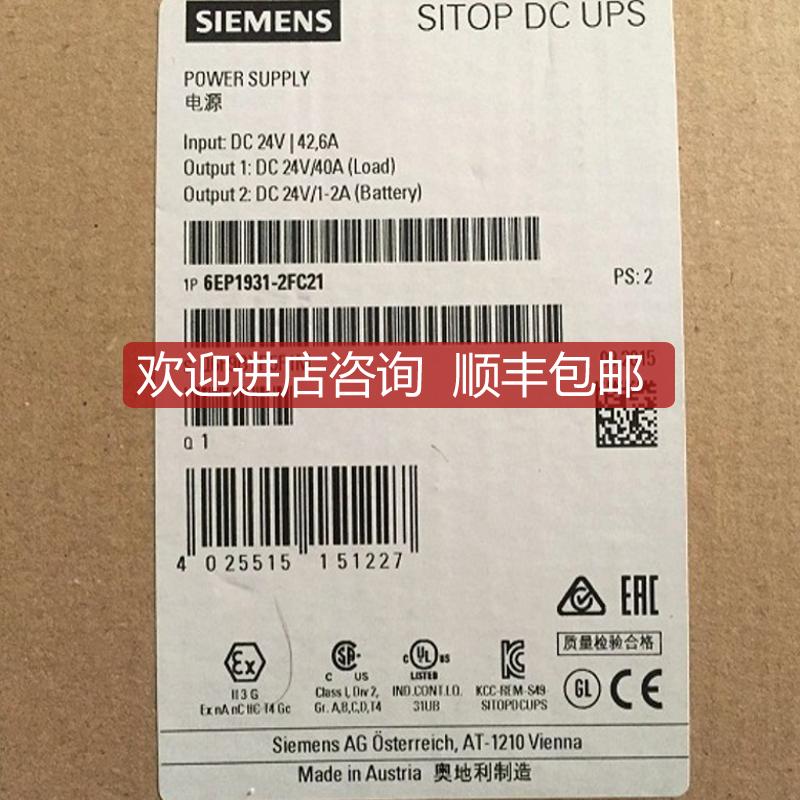 SIEMENS
SITOP DC UPS
POWER SUPPLY
电源
Input: DC 24V | 42,6A
Output 1: DC 24V/40A (Load)
Output 2: DC 24V/1-2A (Battery)
1P 6EP1931-2FC21
PS: 2
欢迎进店咨询 顺丰包邮
Q 1
4 025515 151227
EAC
质量检验合格
Ex
II 3 G
Ex nA nC IIC T4 Gc
SA
C US
Class I, Div 2,
Gr. A,B,C,D,T4
C UL US
LISTED
IND.CONT.I.Q.
31UB
KCC-REM-S49-
SITOPDCUPS
GL CE
Siemens AG Österreich, AT-1210 Vienna
Made in Austria 奥地利制造